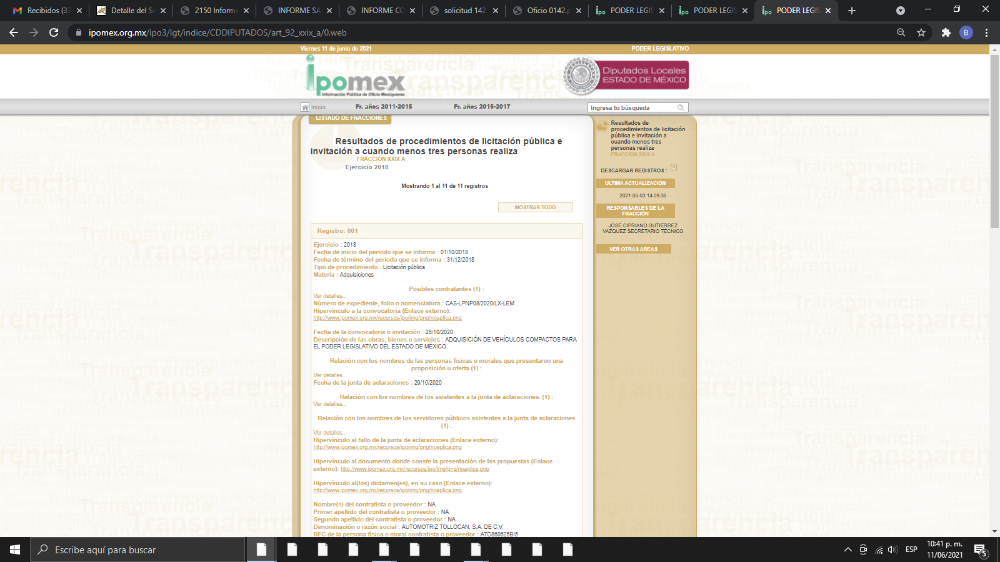 Recibidos (33
Detalle del Se
2150 Informe
INFORME SA
INFORME CO
solicitud 142.
Oficio 0142.p
PODER LEGIS
PODER LEGIS
PODER LEGIS
ipomex.org.mx/ipo3/lgt/indice/CDDIPUTADOS/art_92_xxix_a/0.web
B
Viernes 11 de junio de 2021
PODER LEGISLATIVO
ipomex
Información Pública de Oficio Mexiquense
Diputados Locales
ESTADO DE MÉXICO
Inicio
Fr. años 2011-2015
Fr. años 2015-2017
Ingresa tu búsqueda
LISTADO DE FRACCIONES
Resultados de procedimientos de licitación pública e
invitación a cuando menos tres personas realiza
FRACCIÓN XXIX A
Ejercicio 2018
Mostrando 1 al 11 de 11 registros
MOSTRAR TODO
Registro: 001
Ejercicio : 2018
Fecha de inicio del periodo que se informa : 01/10/2018
Fecha de término del periodo que se informa : 31/12/2018
Tipo de procedimiento : Licitación pública
Materia : Adquisiciones
Posibles contratantes (1) :
Ver detalles...
Número de expediente, folio o nomenclatura : CAS-LPNP08/2020/LX-LEM
Hipervínculo a la convocatoria (Enlace externo):
http://www.ipomex.org.mx/recursos/ipo/img/png/noaplica.png
Fecha de la convocatoria o invitación : 26/10/2020
Descripción de las obras, bienes o servicios : ADQUISICIÓN DE VEHÍCULOS COMPACTOS PARA
EL PODER LEGISLATIVO DEL ESTADO DE MÉXICO
Relación con los nombres de las personas físicas o morales que presentaron una
proposición u oferta (1) :
Ver detalles...
Fecha de la junta de aclaraciones : 29/10/2020
Relación con los nombres de los asistentes a la junta de aclaraciones. (1) :
Ver detalles...
Relación con los nombres de los servidores públicos asistentes a la junta de aclaraciones
(1) :
Ver detalles...
Hipervínculo al fallo de la junta de aclaraciones (Enlace externo):
http://www.ipomex.org.mx/recursos/ipo/img/png/noaplica.png
Hipervínculo al documento donde conste la presentación de las propuestas (Enlace
externo): http://www.ipomex.org.mx/recursos/ipo/img/png/noaplica.png
Hipervínculo al(los) dictamen(es), en su caso (Enlace externo):
http://www.ipomex.org.mx/recursos/ipo/img/png/noaplica.png
Nombre(s) del contratista o proveedor : NA
Primer apellido del contratista o proveedor : NA
Segundo apellido del contratista o proveedor : NA
Denominación o razón social : AUTOMOTRIZ TOLLOCAN, S.A. DE C.V.
RFC de la persona física o moral contratista o proveedor : ATO860625BI5
Resultados de
procedimientos de licitación
pública e invitación a
cuando menos tres
personas realiza
FRACCIÓN XXIX A
DESCARGAR REGISTROS :
ULTIMA ACTUALIZACIÓN
2021-05-03 14:09:36
RESPONSABLES DE LA
FRACCIÓN
JOSE CIPRIANO GUTIERREZ
VAZQUEZ SECRETARIO TÉCNICO
VER OTRAS AREAS
Escribe aquí para buscar
ESP
10:41 p. m.
11/06/2021
5